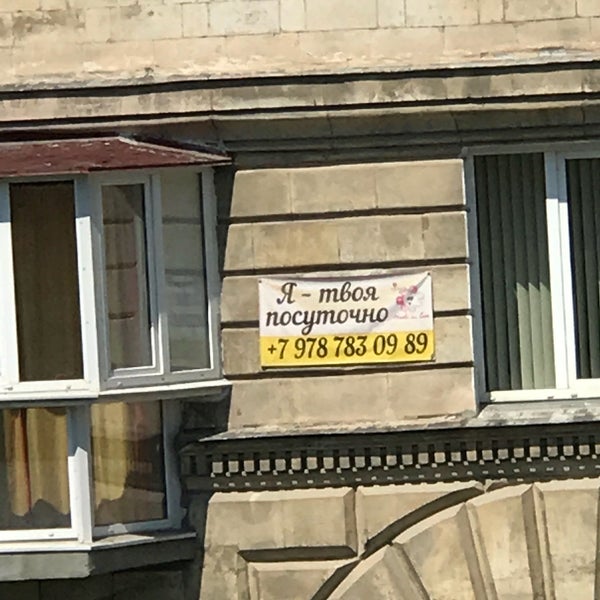 Я - твоя
посуточно
+7 978 783 09 89